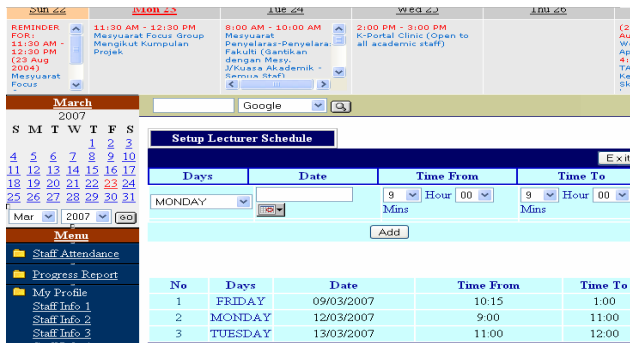 Sun 22
Mon 23
Tue 24
Wed 25
Thu 26
REMINDER
FOR:
11:30 AM -
12:30 PM
(23 Aug
2004)
Mesyuarat
Focus
11:30 AM - 12:30 PM
Mesyuarat Focus Group
Mengikut Kumpulan
Projek
8:00 AM - 10:00 AM
Mesyuarat
Penyelaras-Penyelara
Fakulti (Gantikan
dengan Mesy.
J/Kuasa Akademik -
Semua Staf)
2:00 PM - 3:00 PM
K-Portal Clinic (Open to
all academic staff)
March
2007
S M T W T F S
1 2 3
4 5 6 7 8 9 10
11 12 13 14 15 16 17
18 19 20 21 22 23 24
25 26 27 28 29 30 31
Mar 2007 GO
Menu
Staff Attendance
Progress Report
My Profile
Staff Info 1
Staff Info 2
Staff Info 3
Google
Setup Lecturer Schedule
Exit
Days Date Time From Time To
MONDAY 9 Hour 00 9 Hour 00
Mins Mins
Add
No Days Date Time From Time To
1 FRIDAY 09/03/2007 10:15 1:00
2 MONDAY 12/03/2007 9:00 11:00
3 TUESDAY 13/03/2007 11:00 12:00